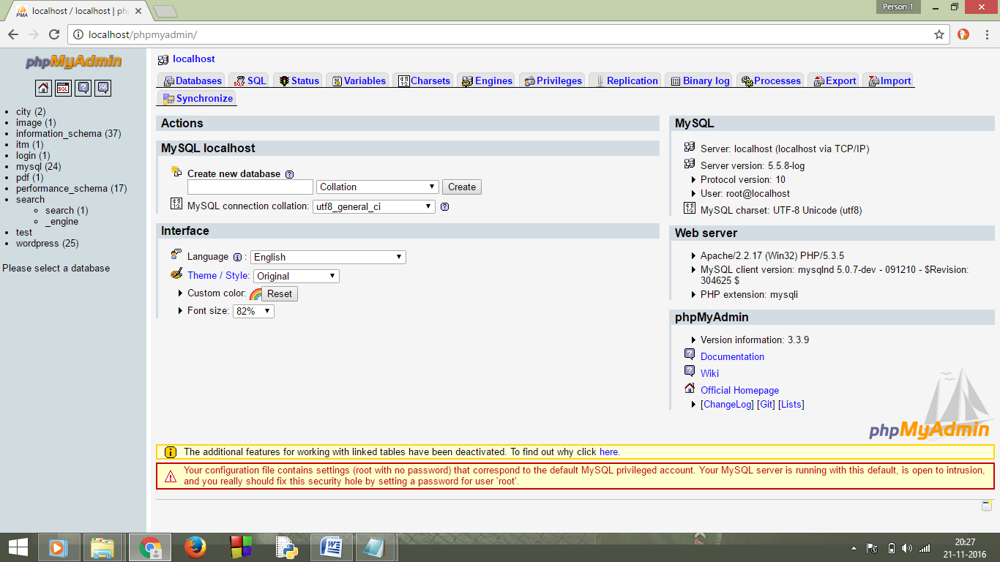 PMA
localhost / localhost | ph
Person 1
localhost/phpmyadmin/
phpMyAdmin
SQL
city (2)
image (1)
information_schema (37)
itm (1)
login (1)
mysql (24)
pdf (1)
performance_schema (17)
search
search (1)
_engine
test
wordpress (25)
Please select a database
localhost
Databases SQL Status Variables Charsets Engines Privileges Replication Binary log Processes Export Import
Synchronize
Actions
MySQL localhost
Create new database
Collation Create
MySQL connection collation: utf8_general_ci
Interface
Language : English
Theme / Style: Original
Custom color: Reset
Font size: 82%
MySQL
Server: localhost (localhost via TCP/IP)
Server version: 5.5.8-log
Protocol version: 10
User: root@localhost
MySQL charset: UTF-8 Unicode (utf8)
Web server
Apache/2.2.17 (Win32) PHP/5.3.5
MySQL client version: mysqlnd 5.0.7-dev - 091210 - $Revision:
304625 $
PHP extension: mysqli
phpMyAdmin
Version information: 3.3.9
Documentation
Wiki
Official Homepage
[ChangeLog] [Git] [Lists]
phpMyAdmin
The additional features for working with linked tables have been deactivated. To find out why click here.
Your configuration file contains settings (root with no password) that correspond to the default MySQL privileged account. Your MySQL server is running with this default, is open to intrusion,
and you really should fix this security hole by setting a password for user 'root'.
20:27
21-11-2016